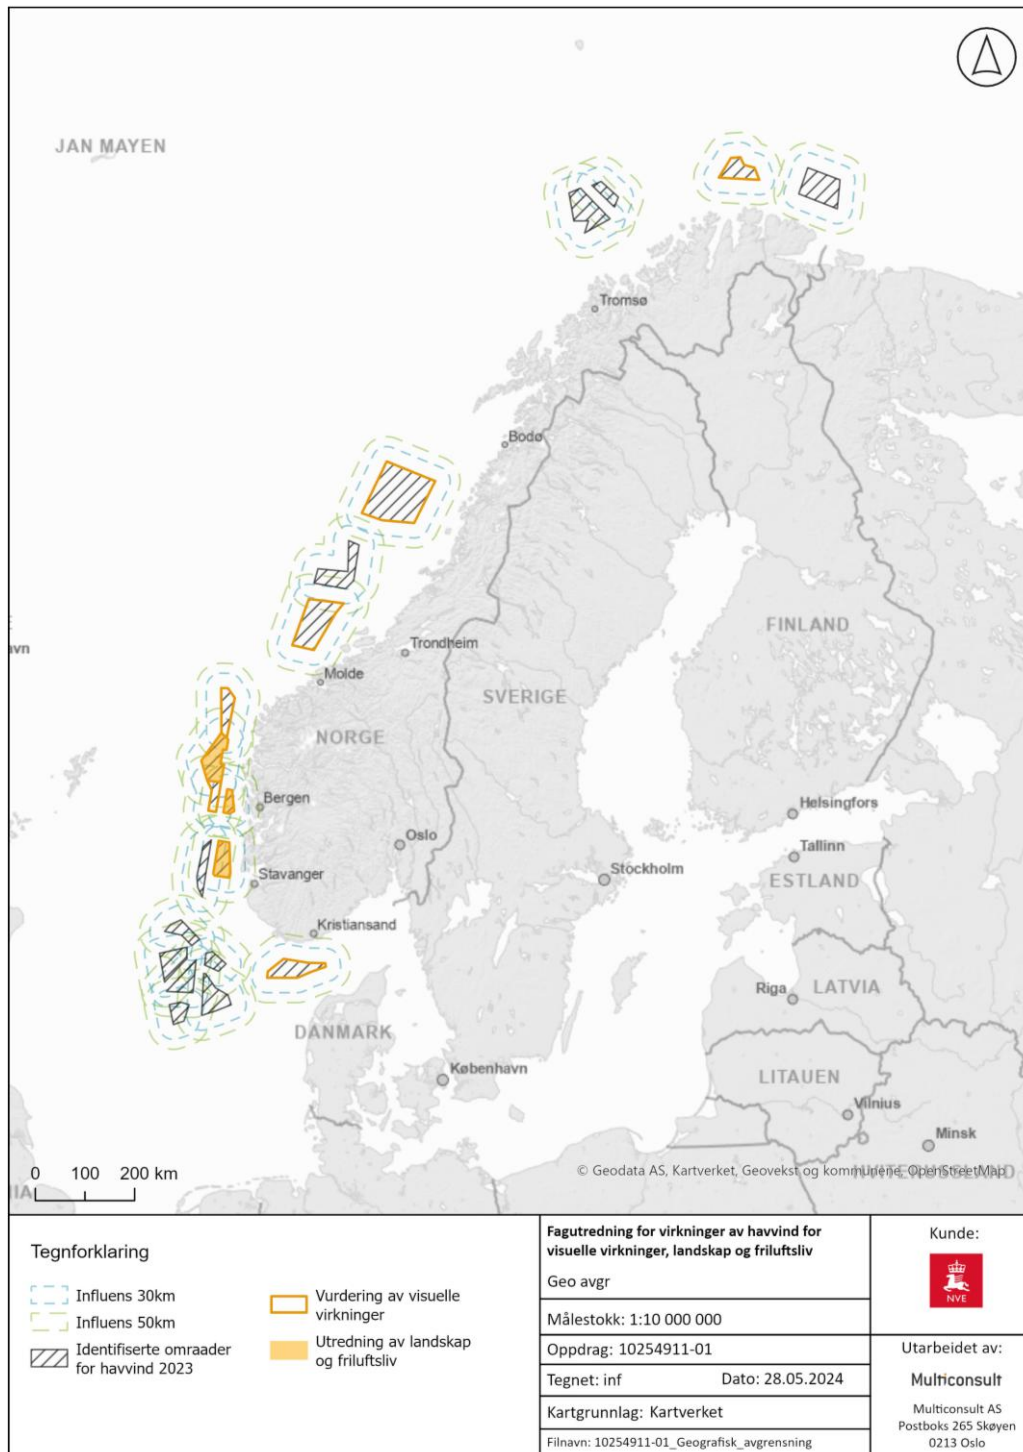 JAN MAYEN
Tromsø
Bodø
FINLAND
Trondheim
vn
Molde
SVERIGE
NORGE
Bergen
Helsingfors
Oslo
Tallinn
Stockholm
Stavanger
ESTLAND
Kristiansand
Riga
LATVIA
DANMARK
København
LITAUEN
Vilnius
Minsk
0 100 200 km
© Geodata AS, Kartverket, Geovekst og kommunene, OpenStreetMap
IA
Tegnforklaring
Influens 30km
Influens 50km
Identifiserte omraader
for havvind 2023
Vurdering av visuelle
virkninger
Utredning av landskap
og friluftsliv
Fagutredning for virkninger av havvind for
visuelle virkninger, landskap og friluftsliv
Geo avgr
Målestokk: 1:10 000 000
Oppdrag: 10254911-01
Tegnet: inf Dato: 28.05.2024
Kartgrunnlag: Kartverket
Filnavn: 10254911-01_Geografisk_avgrensning
Kunde:
NVE
Utarbeidet av:
Multiconsult
Multiconsult AS
Postboks 265 Skøyen
0213 Oslo